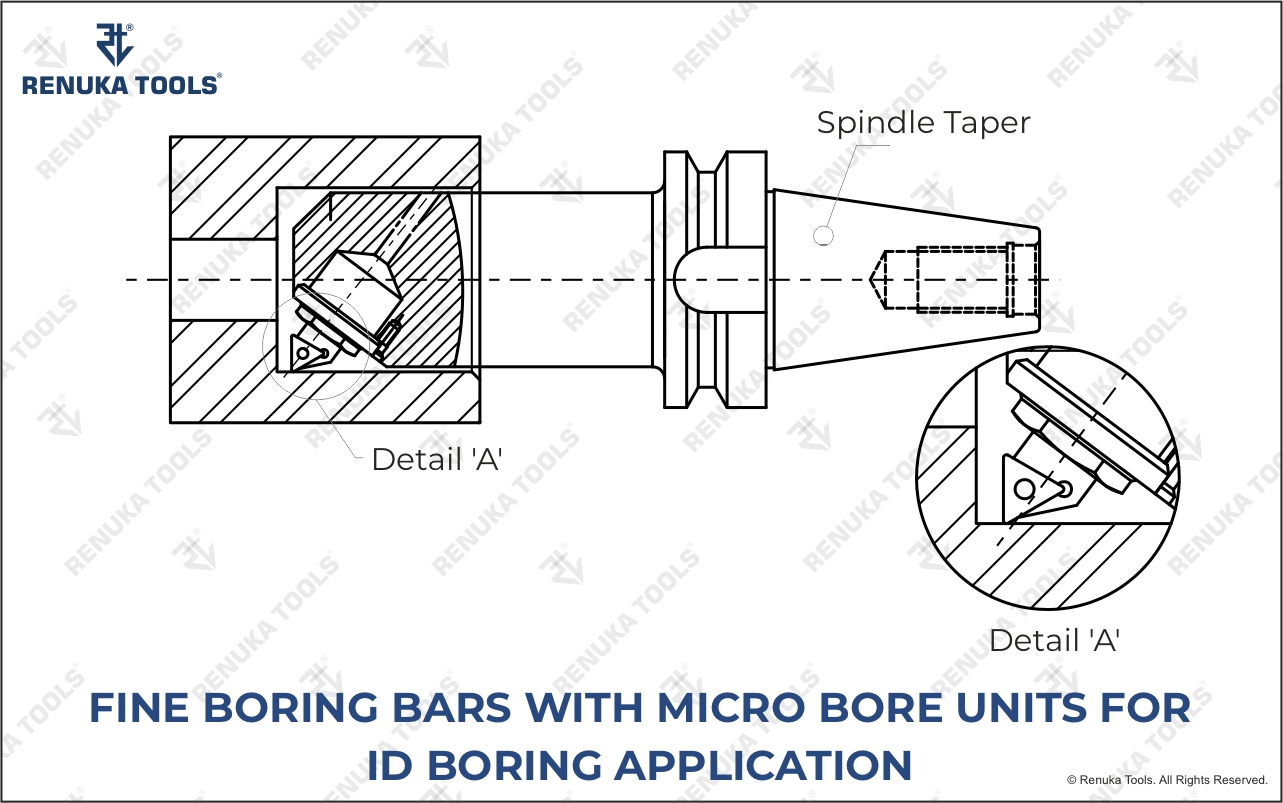 RENUKA TOOLS®
Spindle Taper
Detail 'A'
Detail 'A'
FINE BORING BARS WITH MICRO BORE UNITS FOR
ID BORING APPLICATION
© Renuka Tools. All Rights Reserved.